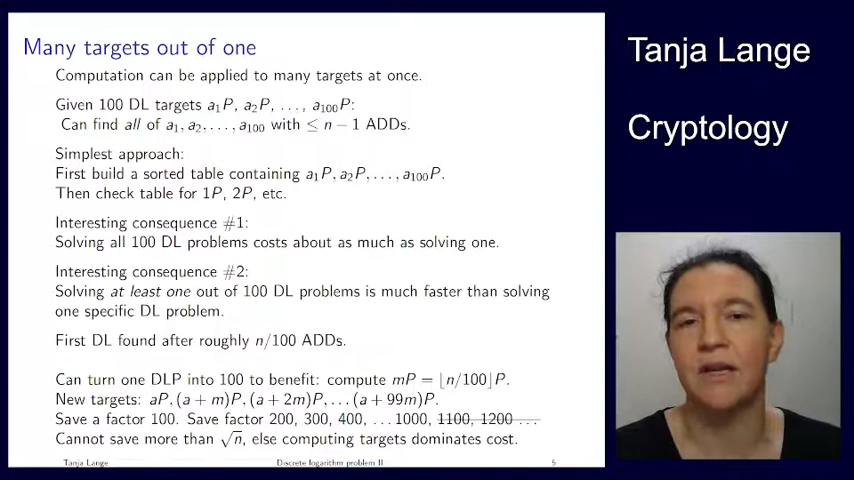 Many targets out of one
Computation can be applied to many targets at once.
Given 100 DL targets a₁P, a₂P, . . . , a₁₀₀P:
Can find all of a₁, a₂, . . . , a₁₀₀ with ≤ n − 1 ADDs.
Simplest approach:
First build a sorted table containing a₁P, a₂P, . . . , a₁₀₀P.
Then check table for 1P, 2P, etc.
Interesting consequence #1:
Solving all 100 DL problems costs about as much as solving one.
Interesting consequence #2:
Solving at least one out of 100 DL problems is much faster than solving
one specific DL problem.
First DL found after roughly n/100 ADDs.
Can turn one DLP into 100 to benefit: compute mP = ⌊n/100⌋P.
New targets: aP, (a + m)P, (a + 2m)P, . . . (a + 99m)P.
Save a factor 100. Save factor 200, 300, 400, . . . 1000, 1100, 1200 . . .
Cannot save more than √n, else computing targets dominates cost.
Tanja Lange
Discrete logarithm problem II
5
Tanja Lange
Cryptology